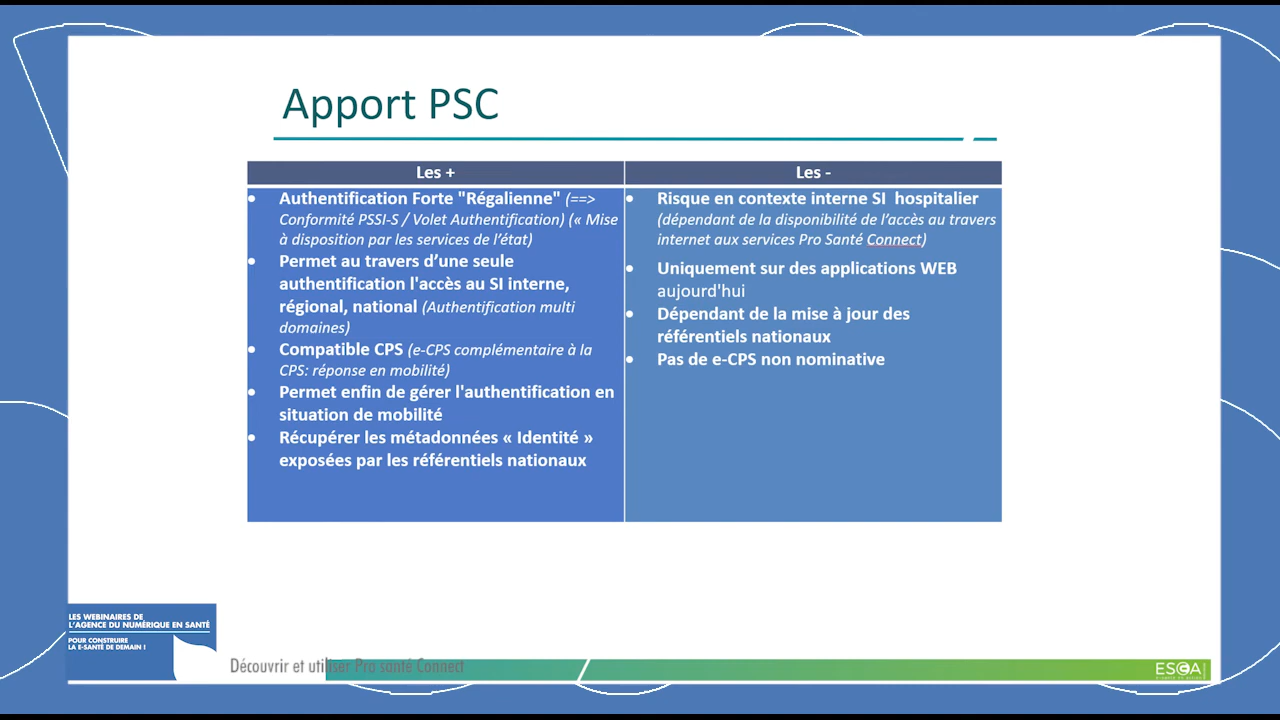 Apport PSC
Les +
Authentification Forte "Régalienne" (==>
Conformité PSSI-S / Volet Authentification) (« Mise
à disposition par les services de l’état)
Permet au travers d’une seule
authentification l'accès au SI interne,
régional, national (Authentification multi
domaines)
Compatible CPS (e-CPS complémentaire à la
CPS: réponse en mobilité)
Permet enfin de gérer l'authentification en
situation de mobilité
Récupérer les métadonnées « Identité »
exposées par les référentiels nationaux
Les -
Risque en contexte interne SI hospitalier
(dépendant de la disponibilité de l’accès au travers
internet aux services Pro Santé Connect)
Uniquement sur des applications WEB
aujourd'hui
Dépendant de la mise à jour des
référentiels nationaux
Pas de e-CPS non nominative
LES WEBINAIRES DE
L’AGENCE DU NUMÉRIQUE EN SANTÉ
POUR CONSTRUIRE
LA E-SANTÉ DE DEMAIN !
Découvrir et utiliser Pro santé Connect